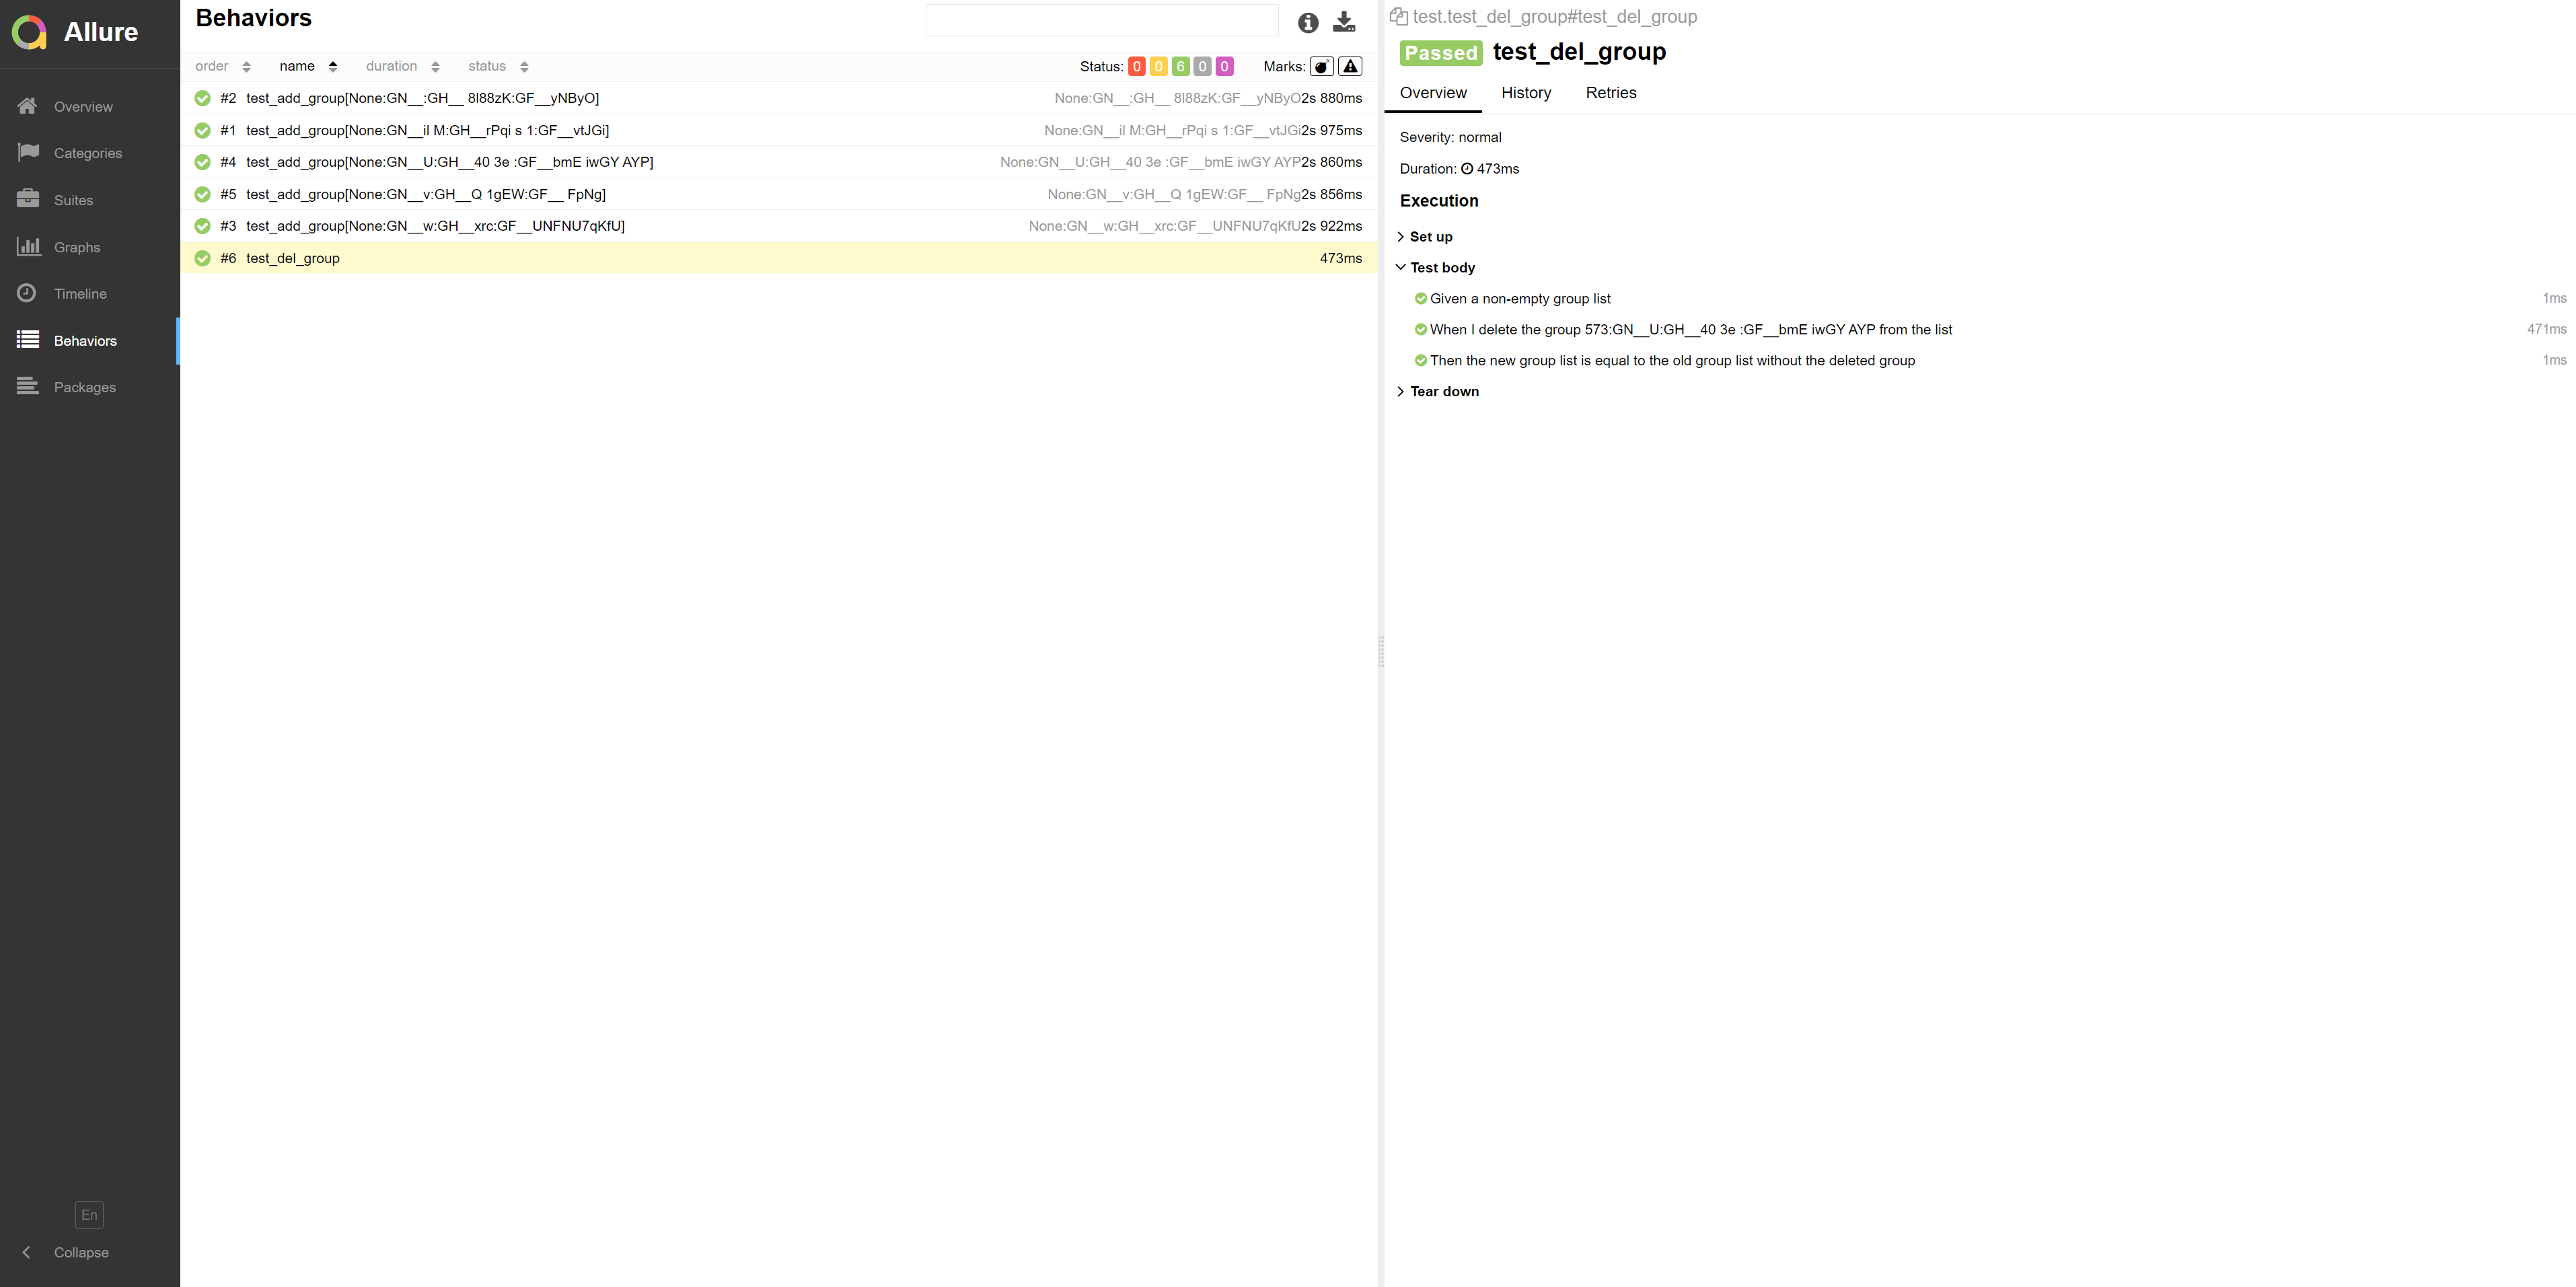 Allure
Overview
Categories
Suites
Graphs
Timeline
Behaviors
Packages
En
Collapse
Behaviors
order name duration status Status: 0 0 6 0 0 Marks:
#2 test_add_group[None:GN__:GH__ 8l88zK:GF__yNByO] None:GN__:GH__ 8l88zK:GF__yNByO2s 880ms
#1 test_add_group[None:GN__il M:GH__rPqi s 1:GF__vtJGi] None:GN__il M:GH__rPqi s 1:GF__vtJGi2s 975ms
#4 test_add_group[None:GN__U:GH__40 3e :GF__bmE iwGY AYP] None:GN__U:GH__40 3e :GF__bmE iwGY AYP2s 860ms
#5 test_add_group[None:GN__v:GH__Q 1gEW:GF__ FpNg] None:GN__v:GH__Q 1gEW:GF__ FpNg2s 856ms
#3 test_add_group[None:GN__w:GH__xrc:GF__UNFNU7qKfU] None:GN__w:GH__xrc:GF__UNFNU7qKfU2s 922ms
#6 test_del_group 473ms
test.test_del_group#test_del_group
Passed test_del_group
Overview History Retries
Severity: normal
Duration: 473ms
Execution
Set up
Test body
Given a non-empty group list 1ms
When I delete the group 573:GN__U:GH__40 3e :GF__bmE iwGY AYP from the list 471ms
Then the new group list is equal to the old group list without the deleted group 1ms
Tear down